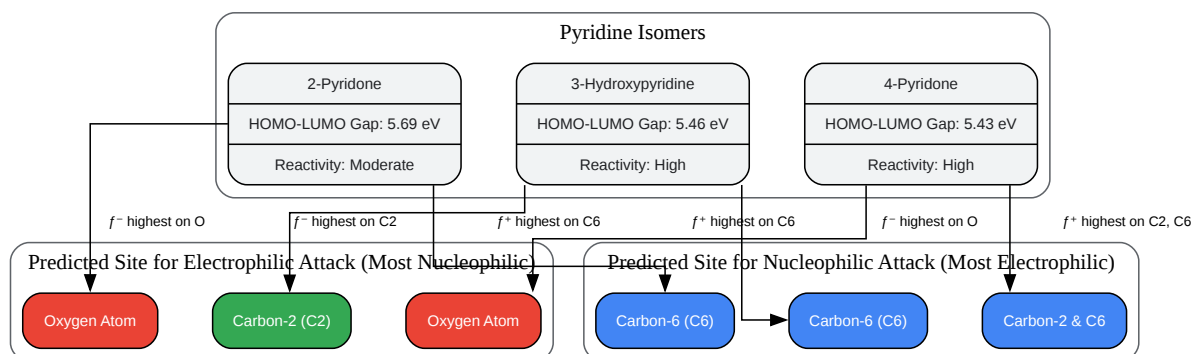 Pyridine Isomers
2-Pyridone
3-Hydroxypyridine
4-Pyridone
HOMO-LUMO Gap: 5.69 eV
HOMO-LUMO Gap: 5.46 eV
HOMO-LUMO Gap: 5.43 eV
Reactivity: Moderate
Reactivity: High
Reactivity: High
ƒ⁻ highest on O
ƒ⁻ highest on C2
ƒ⁺ highest on C6
ƒ⁺ highest on C6
ƒ⁻ highest on O
ƒ⁺ highest on C2, C6
Predicted Site for Electrophilic Attack (Most Nucleophilic)
Predicted Site for Nucleophilic Attack (Most Electrophilic)
Oxygen Atom
Carbon-2 (C2)
Oxygen Atom
Carbon-6 (C6)
Carbon-6 (C6)
Carbon-2 & C6